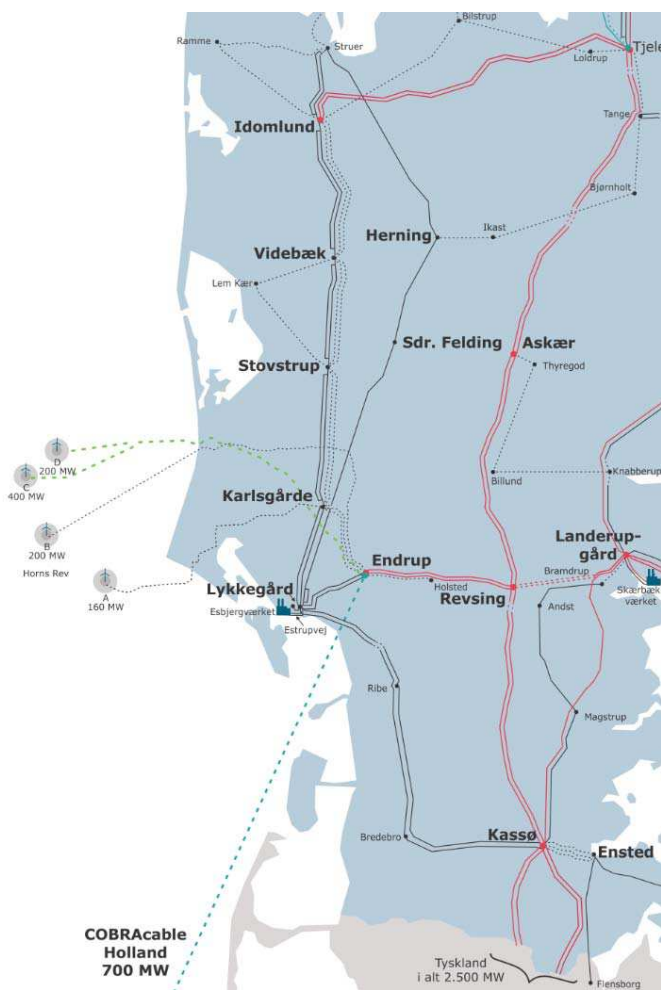 Bilstrup
Ramme
Struer
Loldrup
Tjele
Idomlund
Tange
Bjørnholt
Herning
Ikast
Videbæk
Lem Kær
Sdr. Felding
Askær
Stovstrup
Thyregod
D
200 MW
C
400 MW
Billund
Knabberup
Karlsgårde
B
200 MW
Landerup-
gård
Horns Rev
Endrup
Bramdrup
A
160 MW
Lykkegård
Holsted
Revsing
Skærbæk
værket
Esbjergværket
Andst
Estrupvej
Ribe
Magstrup
Bredebro
Kassø
Ensted
COBRAcable
Holland
700 MW
Tyskland
i alt 2.500 MW
Flensborg